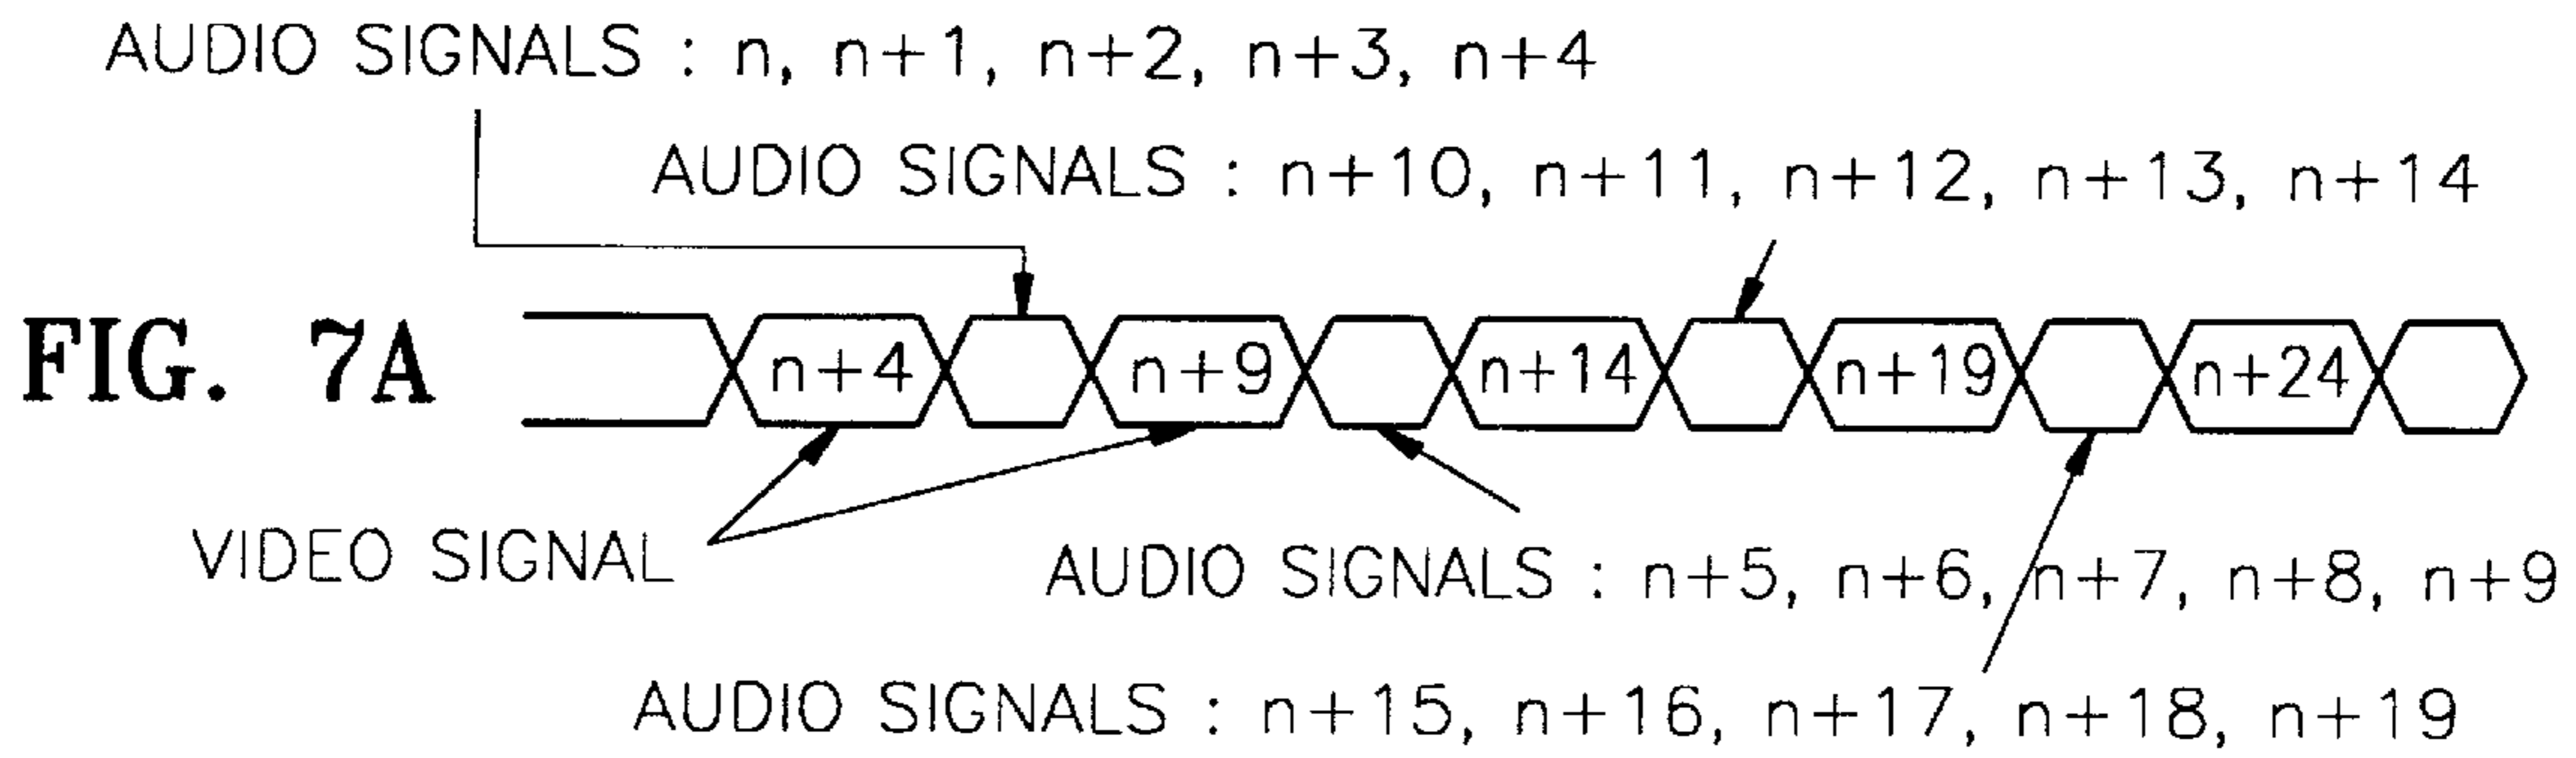 AUDIO SIGNALS : n, n+1, n+2, n+3, n+4
AUDIO SIGNALS : n+10, n+11, n+12, n+13, n+14
FIG. 7A
n+4
n+9
n+14
n+19
n+24
VIDEO SIGNAL
AUDIO SIGNALS : n+5, n+6, n+7, n+8, n+9
AUDIO SIGNALS : n+15, n+16, n+17, n+18, n+19